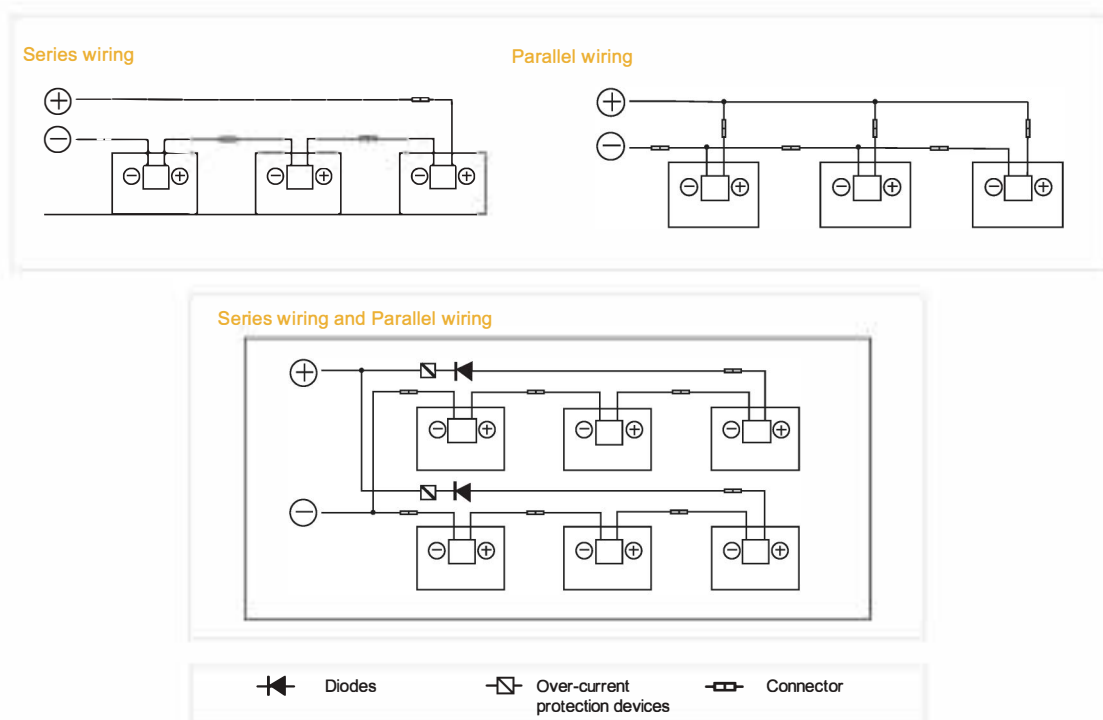 Series wiring
Parallel wiring
Series wiring and Parallel wiring
Diodes
Over-current
protection devices
Connector